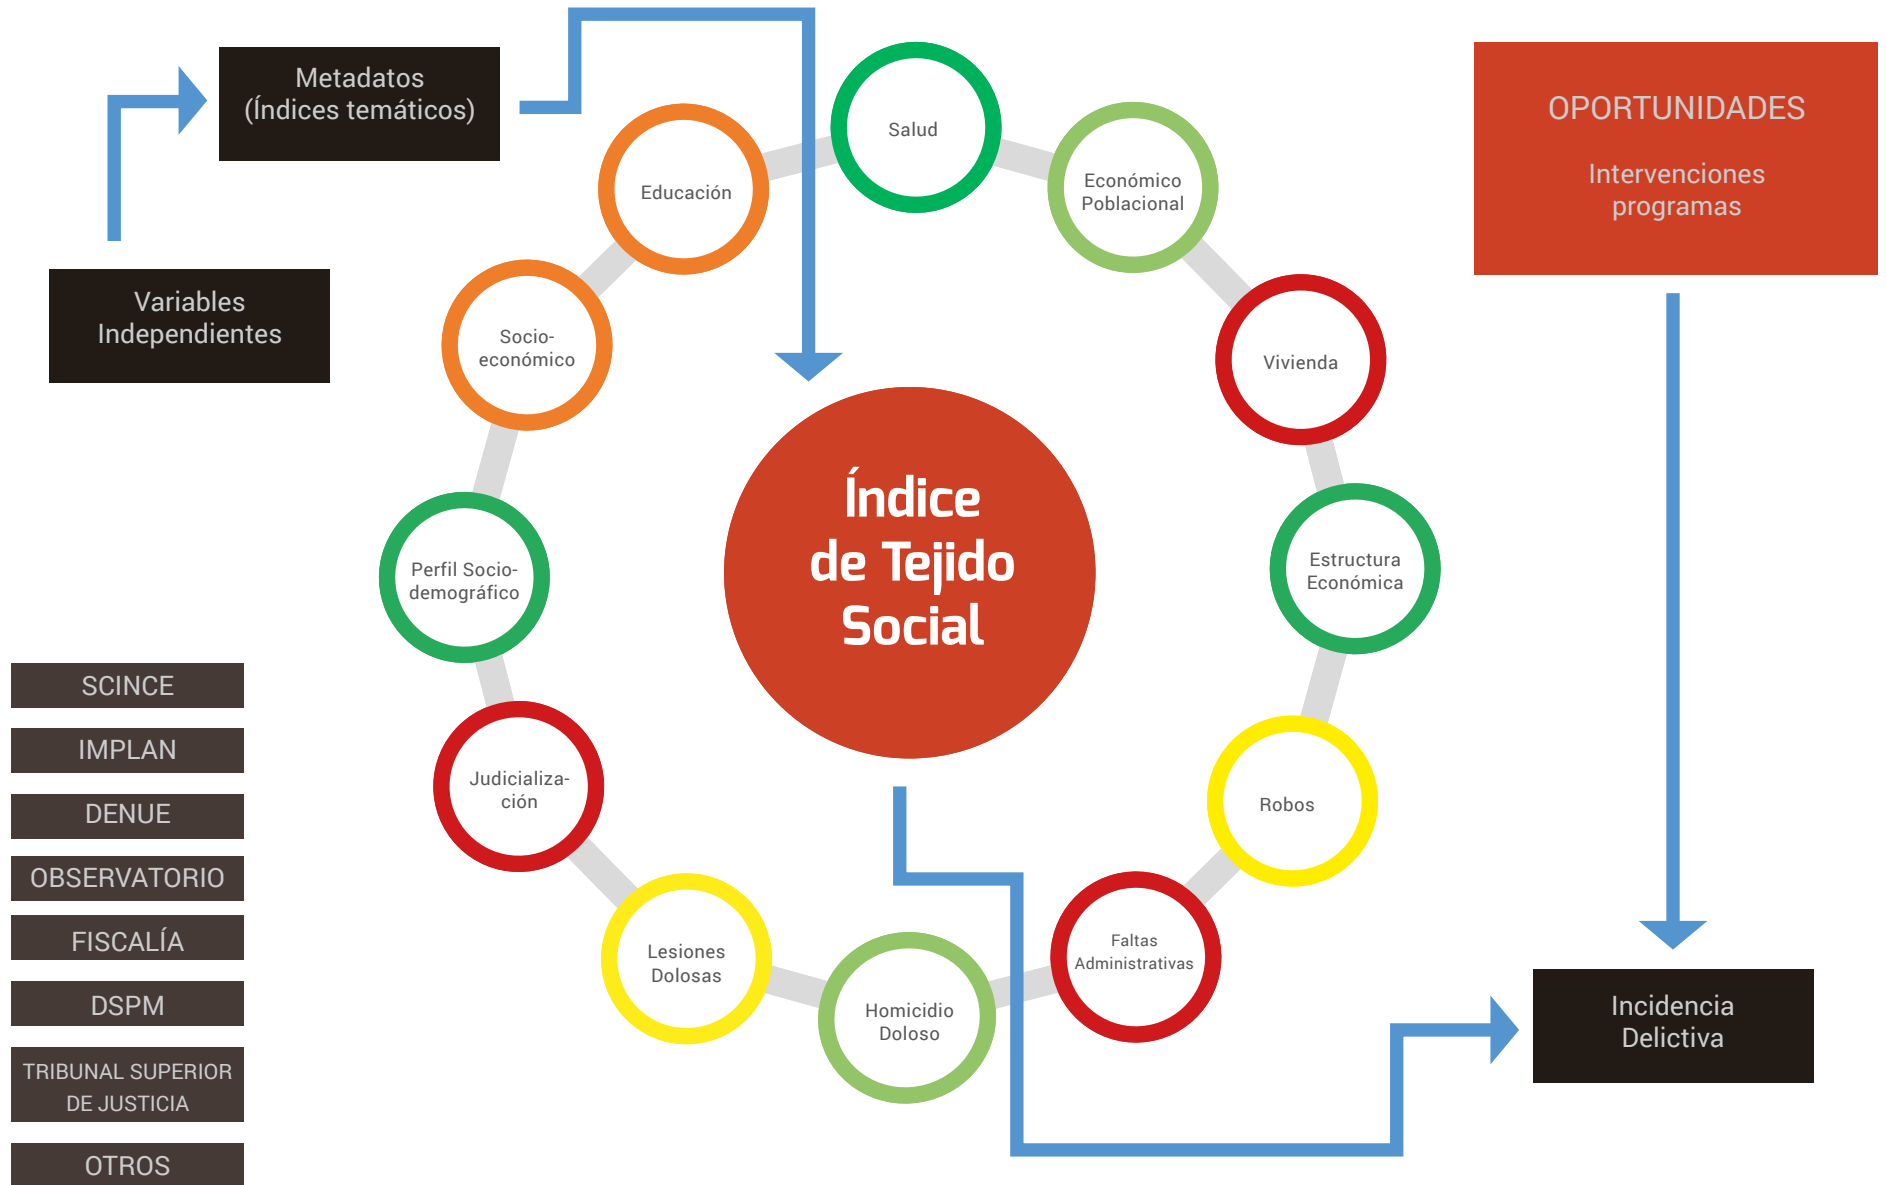 Metadatos
(Índices temáticos)
Variables
Independientes
OPORTUNIDADES
Intervenciones
programas
Salud
Económico
Poblacional
Educación
Vivienda
Socio-
económico
Estructura
Económica
Perfil Socio-
demográfico
Índice
de Tejido
Social
Robos
Judicializa-
ción
Faltas
Administrativas
Lesiones
Dolosas
Homicidio
Doloso
Incidencia
Delictiva
SCINCE
IMPLAN
DENUE
OBSERVATORIO
FISCALÍA
DSPM
TRIBUNAL SUPERIOR
DE JUSTICIA
OTROS